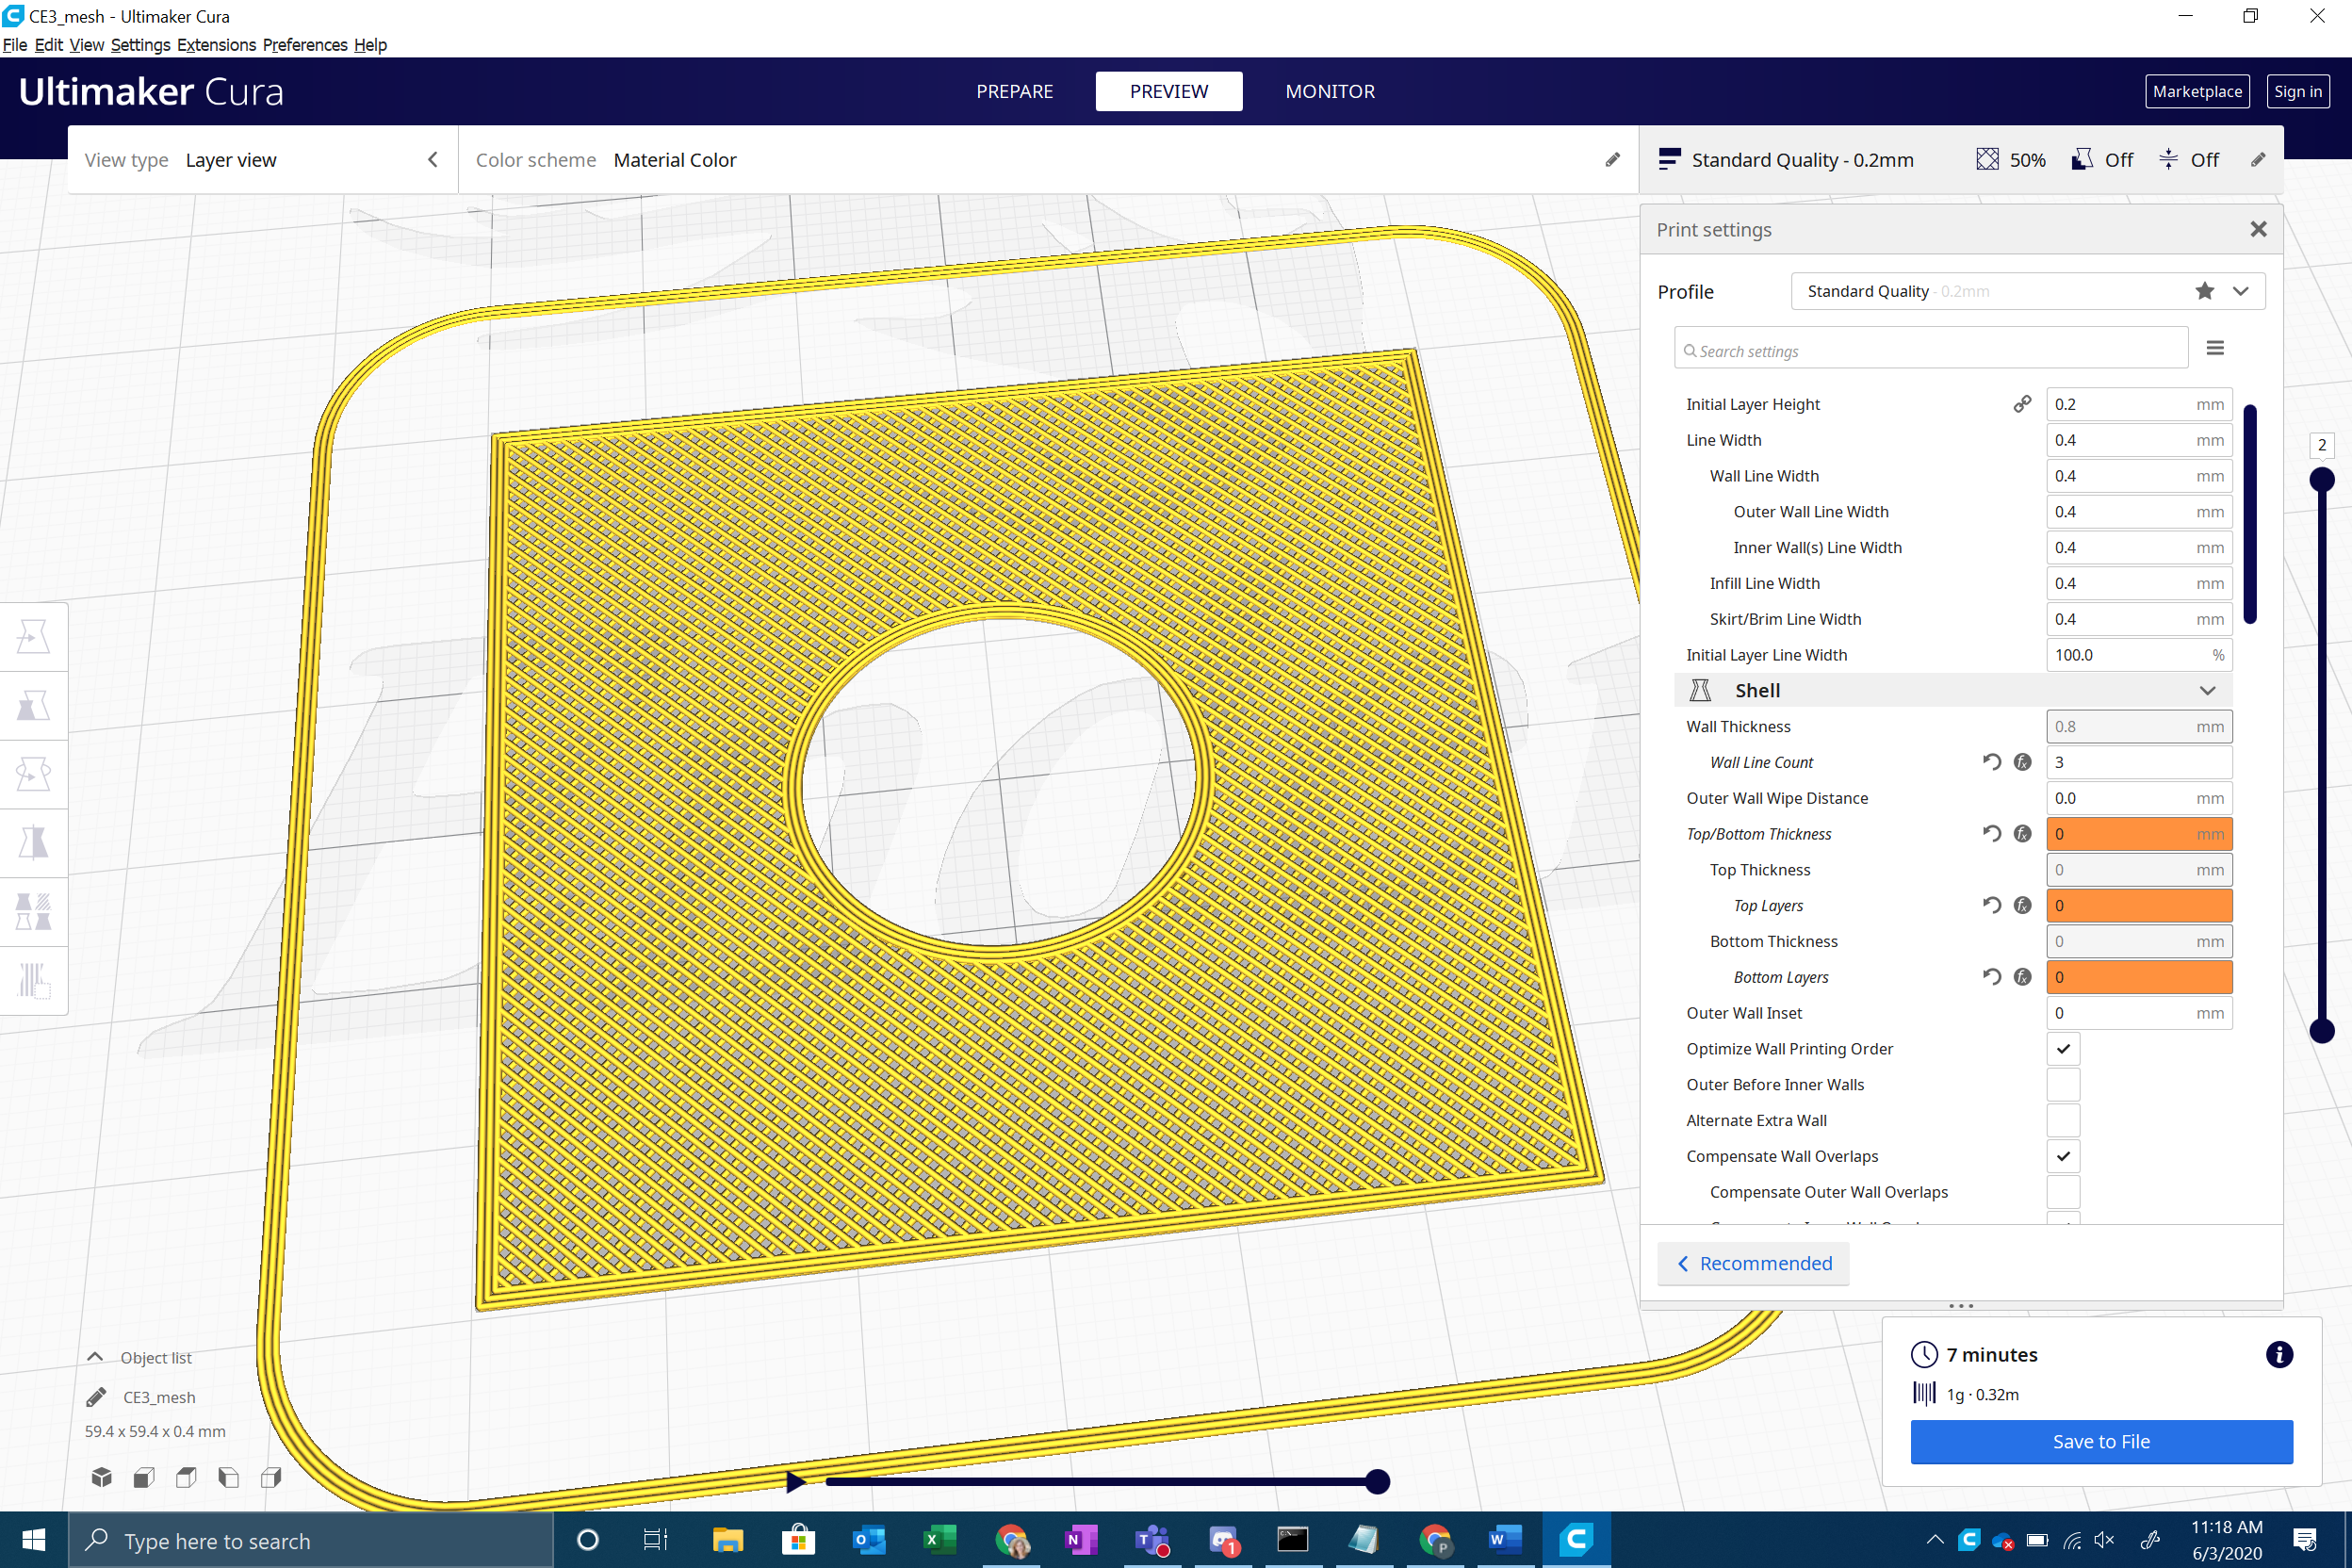 CE3_mesh - Ultimaker Cura
File Edit View Settings Extensions Preferences Help
Ultimaker Cura
PREPARE
PREVIEW
MONITOR
Marketplace
Sign in
View type Layer view
Color scheme Material Color
Standard Quality - 0.2mm
50%
Off
Off
Print settings
Profile
Standard Quality - 0.2mm
Search settings
Initial Layer Height 0.2 mm
Line Width 0.4 mm
Wall Line Width 0.4 mm
Outer Wall Line Width 0.4 mm
Inner Wall(s) Line Width 0.4 mm
Infill Line Width 0.4 mm
Skirt/Brim Line Width 0.4 mm
Initial Layer Line Width 100.0 %
Shell
Wall Thickness 0.8 mm
Wall Line Count 3
Outer Wall Wipe Distance 0.0 mm
Top/Bottom Thickness 0 mm
Top Thickness 0 mm
Top Layers 0
Bottom Thickness 0 mm
Bottom Layers 0
Outer Wall Inset 0 mm
Optimize Wall Printing Order
Outer Before Inner Walls
Alternate Extra Wall
Compensate Wall Overlaps
Compensate Outer Wall Overlaps
Recommended
2
Object list
CE3_mesh
59.4 x 59.4 x 0.4 mm
7 minutes
1g · 0.32m
Save to File
Type here to search
11:18 AM
6/3/2020